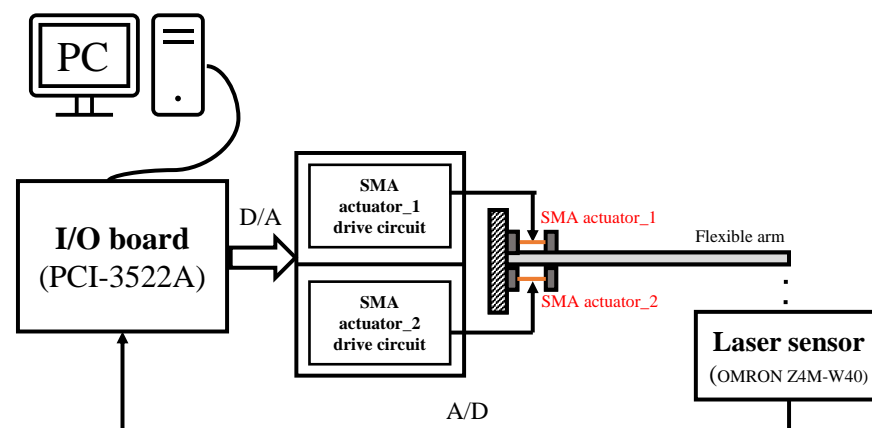 PC
I/O board
(PCI-3522A)
D/A
SMA
actuator_1
drive circuit
SMA
actuator_2
drive circuit
SMA actuator_1
Flexible arm
SMA actuator_2
Laser sensor
(OMRON Z4M-W40)
A/D